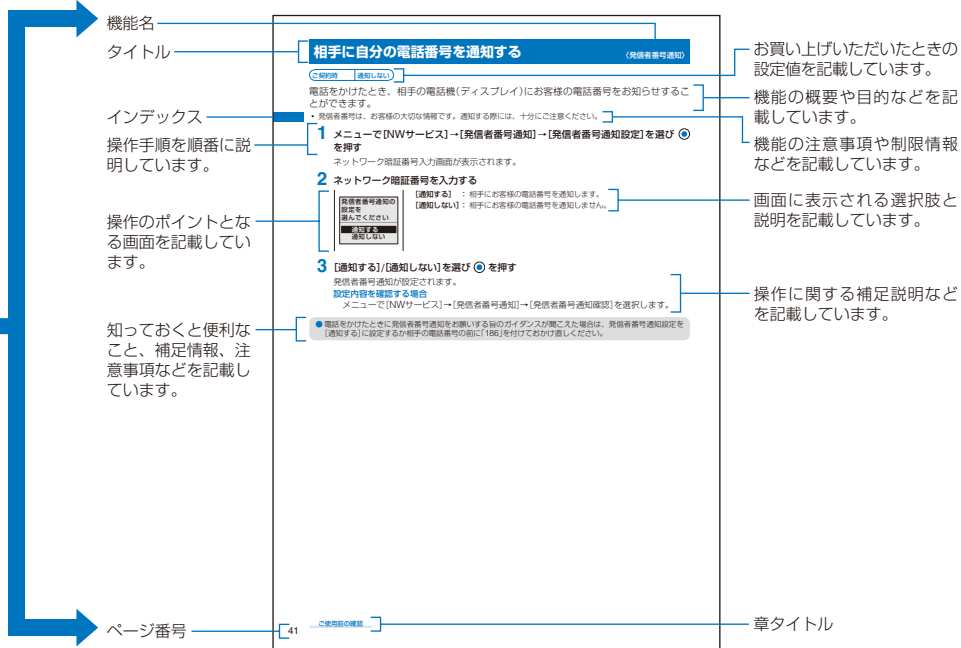 機能名
タイトル
インデックス
操作手順を順番に説
明しています。
操作のポイントとな
る画面を記載してい
ます。
知っておくと便利な
こと、補足情報、注
意事項などを記載し
ています。
ページ番号
相手に自分の電話番号を通知する 〈発信者番号通知〉
ご契約時 通知しない
電話をかけたとき、相手の電話機(ディスプレイ)にお客様の電話番号をお知らせするこ
とができます。
• 発信者番号は、お客様の大切な情報です。通知する際には、十分にご注意ください。
1 メニューで[NWサービス]→[発信者番号通知]→[発信者番号通知設定]を選び
を押す
ネットワーク暗証番号入力画面が表示されます。
2 ネットワーク暗証番号を入力する
発信者番号通知の
設定を
選んでください
通知する
通知しない
[通知する] :相手にお客様の電話番号を通知します。
[通知しない]:相手にお客様の電話番号を通知しません。
3 [通知する]/[通知しない]を選び を押す
発信者番号通知が設定されます。
設定内容を確認する場合
メニューで[NWサービス]→[発信者番号通知]→[発信者番号通知確認]を選択します。
●電話をかけたときに発信者番号通知をお願いする旨のガイダンスが聞こえた場合は、発信者番号通知設定を
[通知する]に設定するか相手の電話番号の前に「186」を付けておかけ直しください。
41 ご使用前の確認
お買い上げいただいたときの
設定値を記載しています。
機能の概要や目的などを記
載しています。
機能の注意事項や制限情報
などを記載しています。
画面に表示される選択肢と
説明を記載しています。
操作に関する補足説明など
を記載しています。
章タイトル